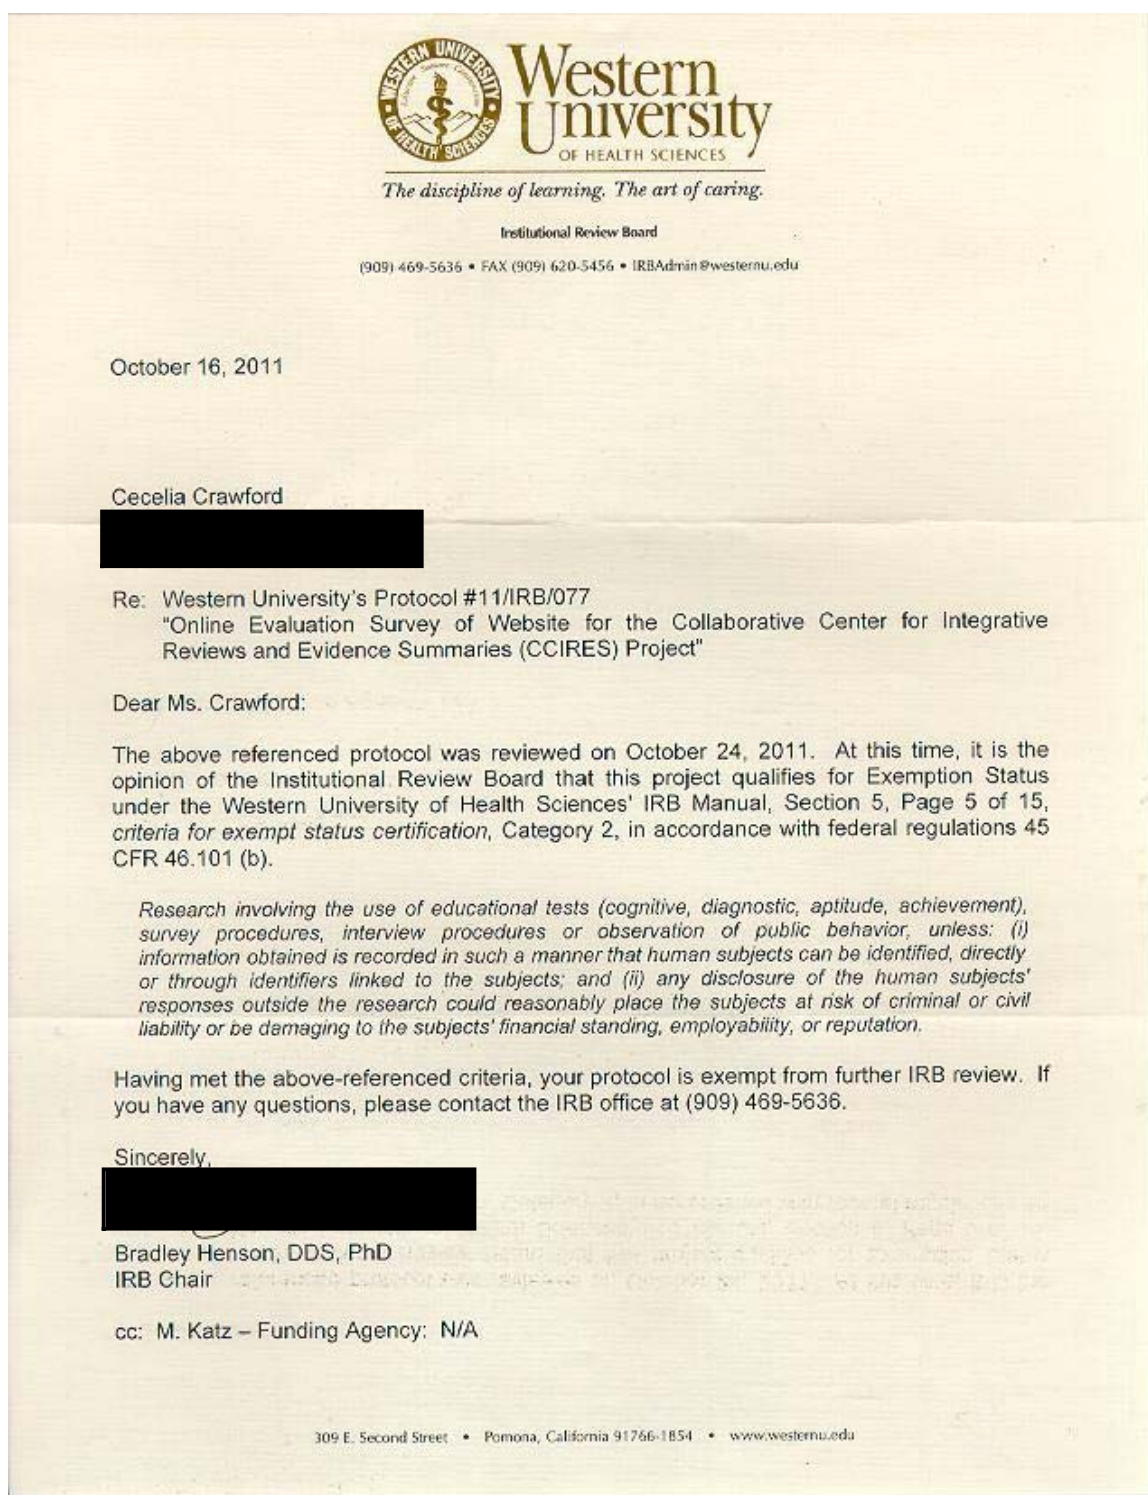 WESTERN UNIVERSITY
OF HEALTH SCIENCES
Western
University
OF HEALTH SCIENCES
The discipline of learning. The art of caring.
Institutional Review Board
(909) 469-5636 • FAX (909) 620-5456 • IRBAdmin@westernu.edu
October 16, 2011
Cecelia Crawford
Re: Western University's Protocol #11/IRB/077
"Online Evaluation Survey of Website for the Collaborative Center for Integrative
Reviews and Evidence Summaries (CCIRES) Project"
Dear Ms. Crawford:
The above referenced protocol was reviewed on October 24, 2011. At this time, it is the
opinion of the Institutional Review Board that this project qualifies for Exemption Status
under the Western University of Health Sciences' IRB Manual, Section 5, Page 5 of 15,
criteria for exempt status certification, Category 2, in accordance with federal regulations 45
CFR 46.101 (b).
Research involving the use of educational tests (cognitive, diagnostic, aptitude, achievement),
survey procedures, interview procedures or observation of public behavior, unless: (i)
information obtained is recorded in such a manner that human subjects can be identified, directly
or through identifiers linked to the subjects; and (ii) any disclosure of the human subjects'
responses outside the research could reasonably place the subjects at risk of criminal or civil
liability or be damaging to the subjects' financial standing, employability, or reputation.
Having met the above-referenced criteria, your protocol is exempt from further IRB review. If
you have any questions, please contact the IRB office at (909) 469-5636.
Sincerely,
Bradley Henson, DDS, PhD
IRB Chair
cc: M. Katz – Funding Agency: N/A
309 E. Second Street • Pomona, California 91766-1854 • www.westernu.edu